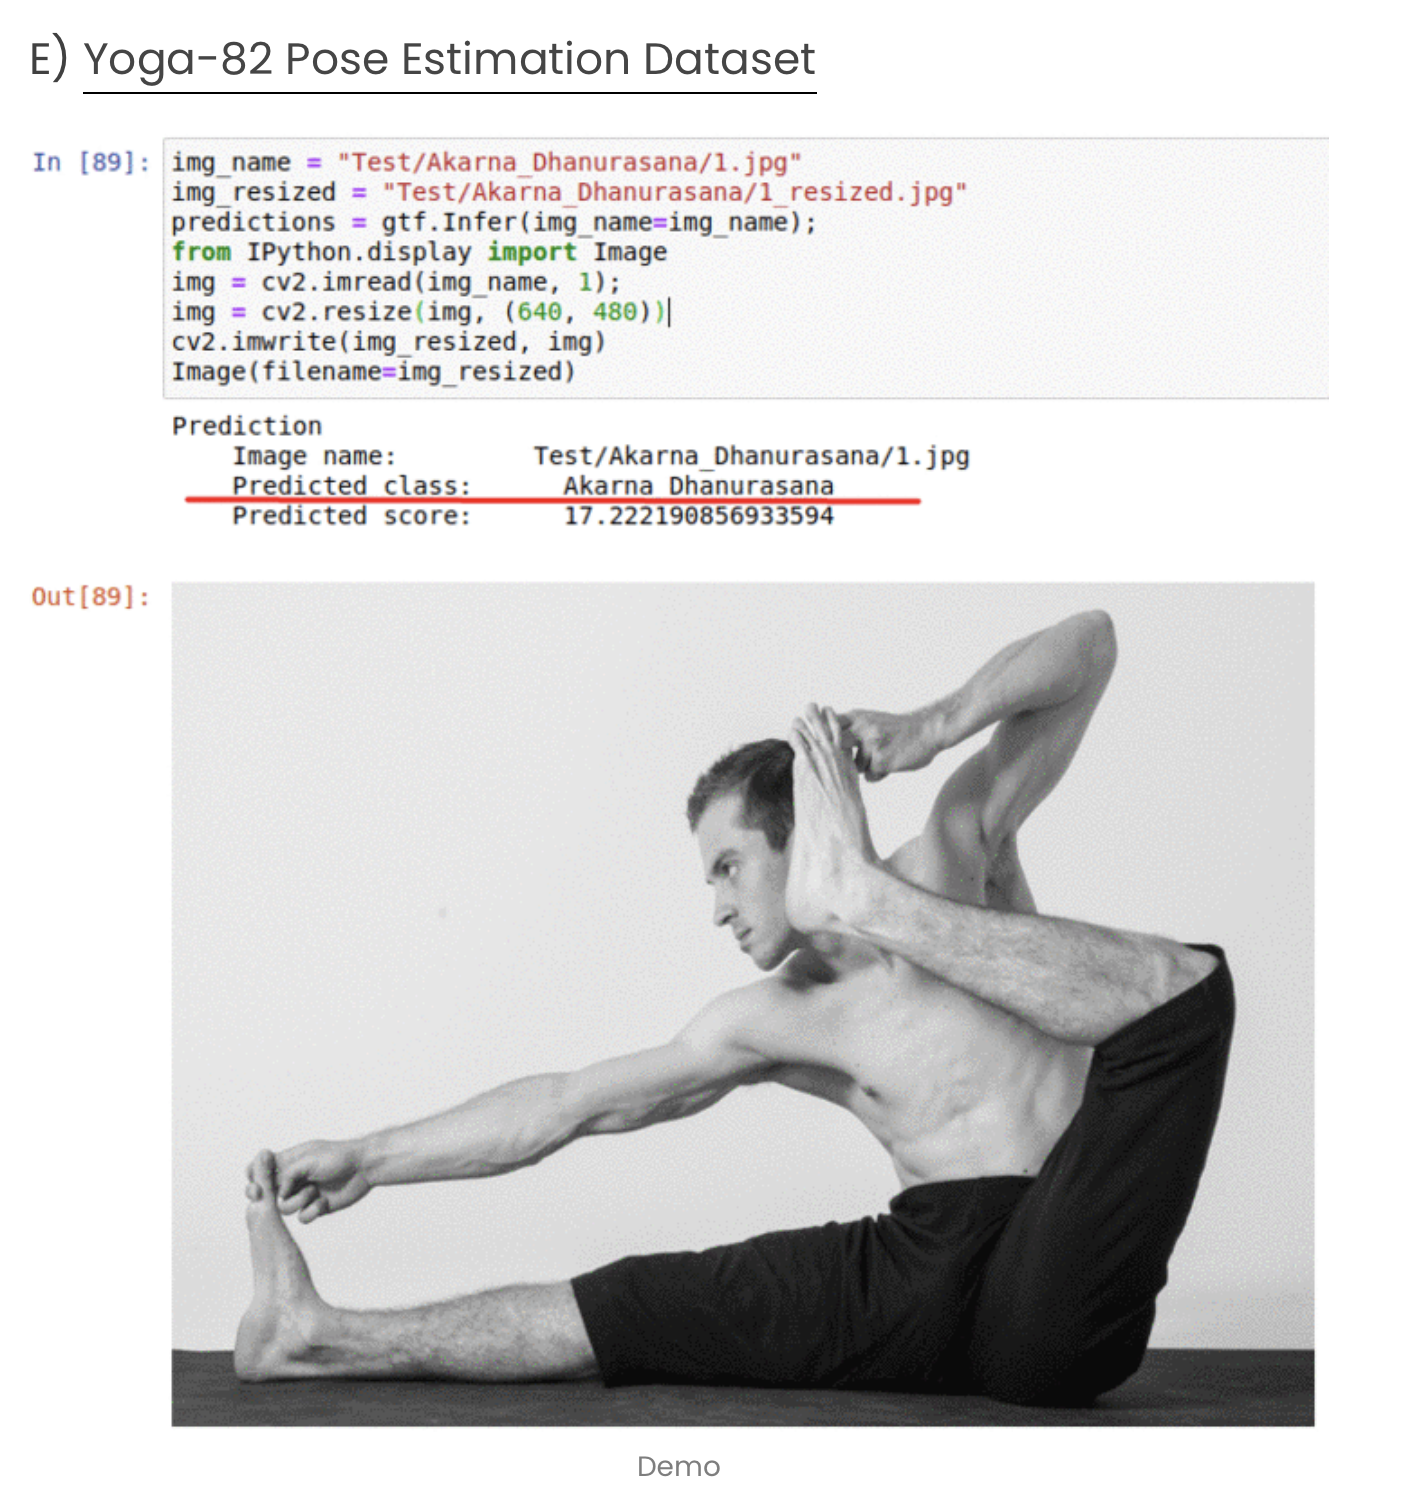 E) Yoga-82 Pose Estimation Dataset
In [89]:
img_name = "Test/Akarna_Dhanurasana/1.jpg"
img_resized = "Test/Akarna_Dhanurasana/1_resized.jpg"
predictions = gtf.Infer(img_name=img_name);
from IPython.display import Image
img = cv2.imread(img_name, 1);
img = cv2.resize(img, (640, 480))
cv2.imwrite(img_resized, img)
Image(filename=img_resized)
Prediction
Image name: Test/Akarna_Dhanurasana/1.jpg
Predicted class: Akarna Dhanurasana
Predicted score: 17.222190856933594
Out[89]:
Demo